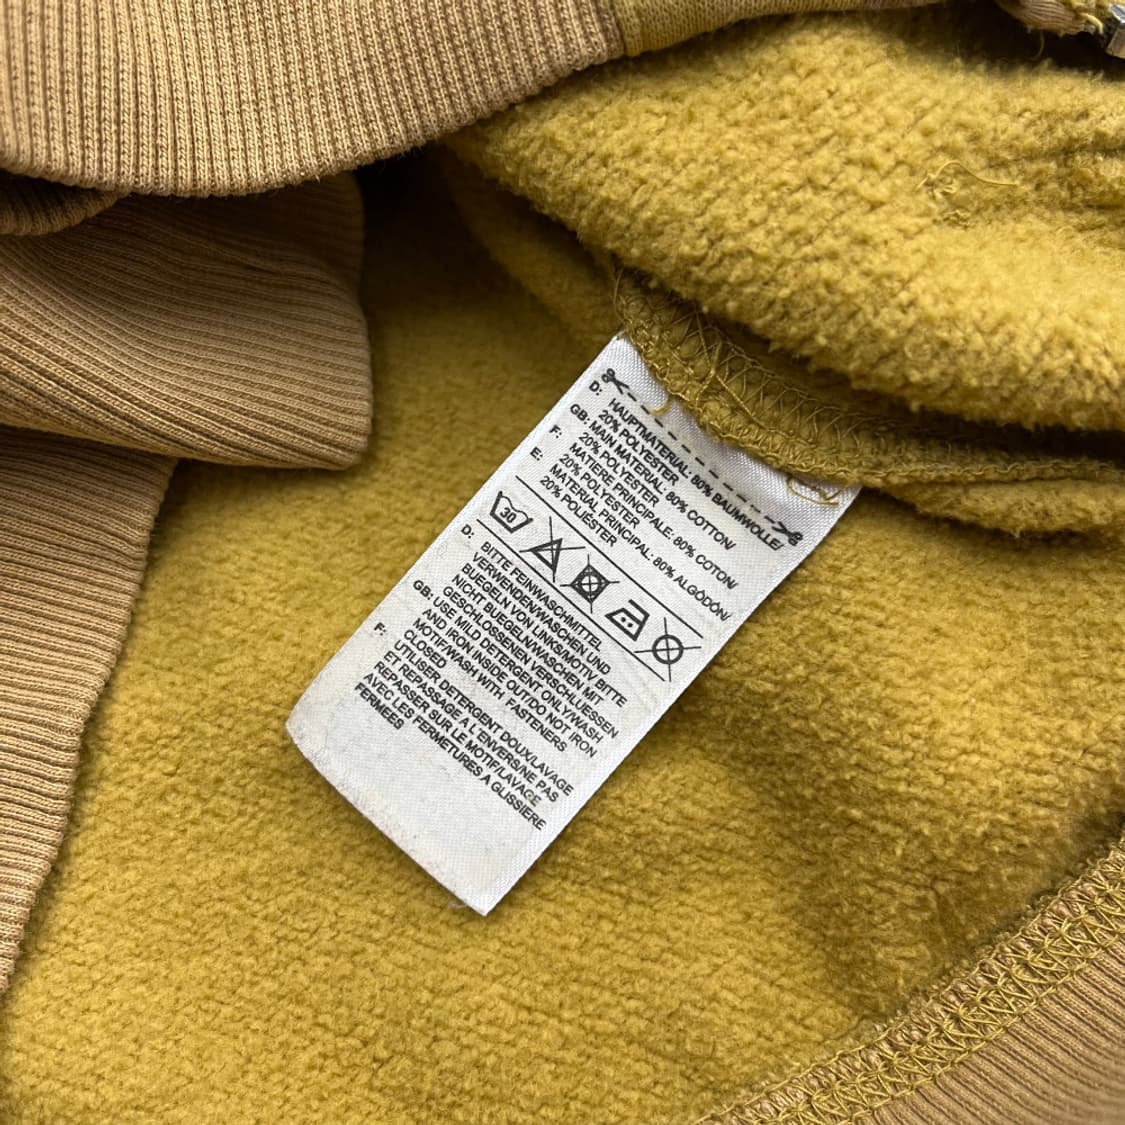 D: HAUPTMATERIAL: 80% BAUMWOLLE/
20% POLYESTER
GB: MAIN MATERIAL: 80% COTTON/
20% POLYESTER
F: MATIÈRE PRINCIPALE: 80% COTON/
20% POLYESTER
E: MATERIAL PRINCIPAL: 80% ALGODÓN/
20% POLIÉSTER
30
D: BITTE FEINWASCHMITTEL
VERWENDEN/WASCHEN UND
BUEGELN VON LINKS/MOTIV BITTE
NICHT BUEGELN/WASCHEN MIT
GESCHLOSSENEN VERSCHLUESSEN
GB: USE MILD DETERGENT ONLY/WASH
AND IRON INSIDE OUT/DO NOT IRON
MOTIF/WASH WITH FASTENERS
CLOSED
F: UTILISER DETERGENT DOUX/LAVAGE
ET REPASSAGE A L'ENVERS/NE PAS
REPASSER SUR LE MOTIF/LAVAGE
AVEC LES FERMETURES A GLISSIERE
FERMEES